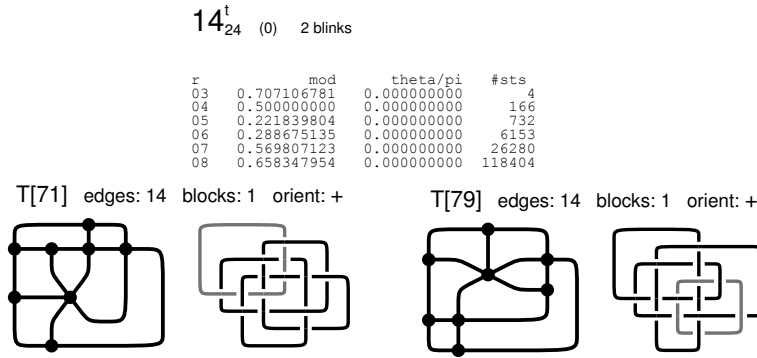 14^t_24 (0) 2 blinks
r mod theta/pi #sts
03 0.707106781 0.000000000 4
04 0.500000000 0.000000000 166
05 0.221839804 0.000000000 732
06 0.288675135 0.000000000 6153
07 0.569807123 0.000000000 26280
08 0.658347954 0.000000000 118404
T[71] edges: 14 blocks: 1 orient: +
T[79] edges: 14 blocks: 1 orient: +